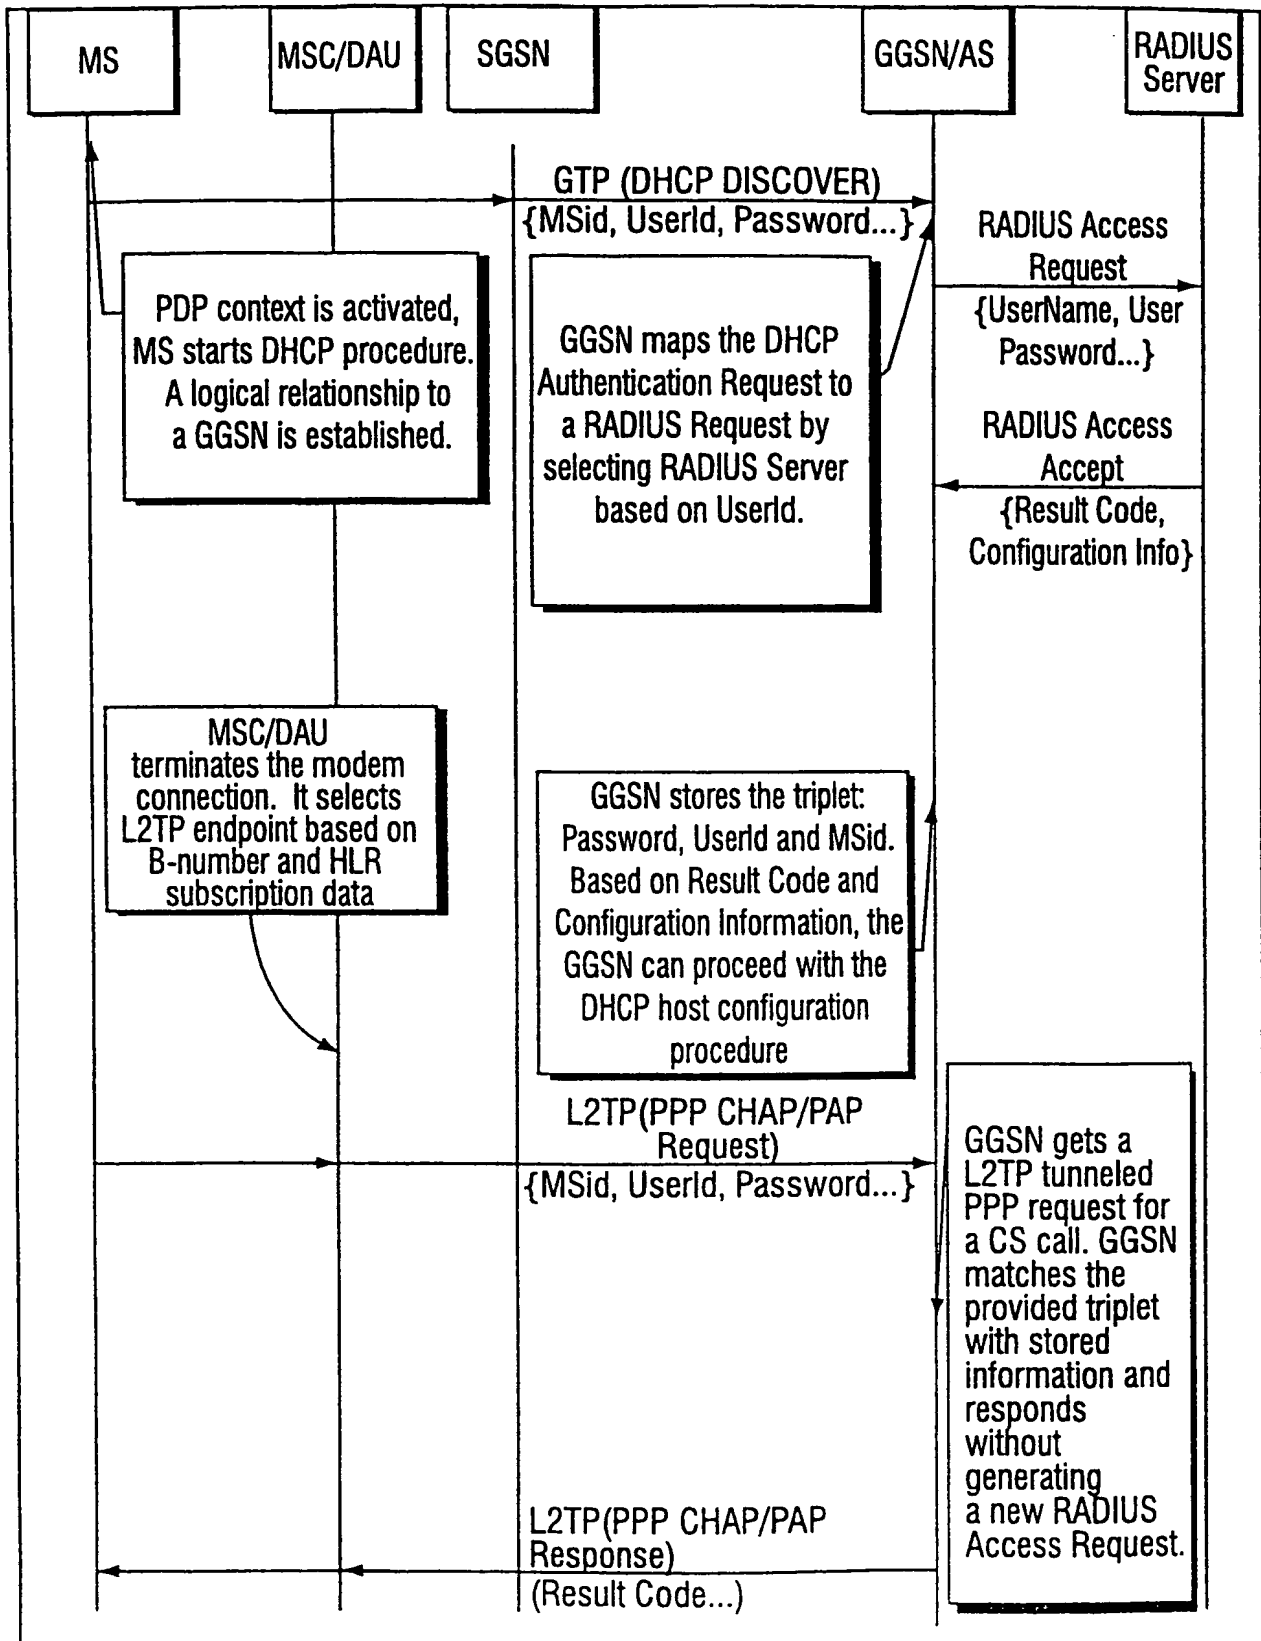 MS
MSC/DAU
SGSN
GGSN/AS
RADIUS
Server
GTP (DHCP DISCOVER)
{MSid, UserId, Password...}
RADIUS Access
Request
{UserName, User
Password...}
PDP context is activated,
MS starts DHCP procedure.
A logical relationship to
a GGSN is established.
GGSN maps the DHCP
Authentication Request to
a RADIUS Request by
selecting RADIUS Server
based on UserId.
RADIUS Access
Accept
{Result Code,
Configuration Info}
MSC/DAU
terminates the modem
connection. It selects
L2TP endpoint based on
B-number and HLR
subscription data
GGSN stores the triplet:
Password, UserId and MSid.
Based on Result Code and
Configuration Information, the
GGSN can proceed with the
DHCP host configuration
procedure
L2TP(PPP CHAP/PAP
Request)
{MSid, UserId, Password...}
GGSN gets a
L2TP tunneled
PPP request for
a CS call. GGSN
matches the
provided triplet
with stored
information and
responds
without
generating
a new RADIUS
Access Request.
L2TP(PPP CHAP/PAP
Response)
(Result Code...)